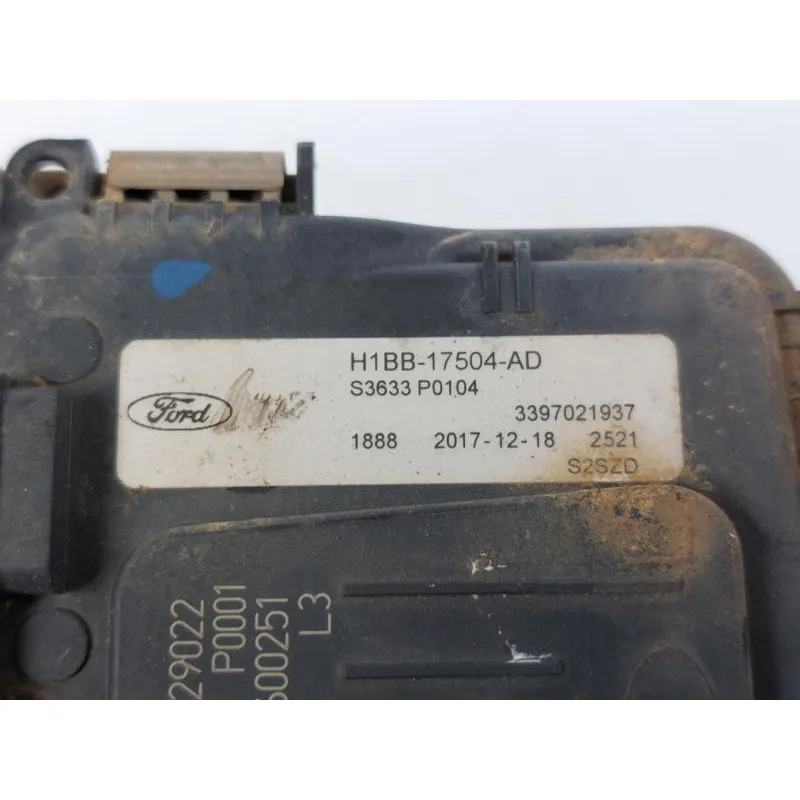 H1BB-17504-AD
S3633 P0104
Ford
3397021937
1888 2017-12-18 2521
S2SZD
29022
P0001
600251
L3